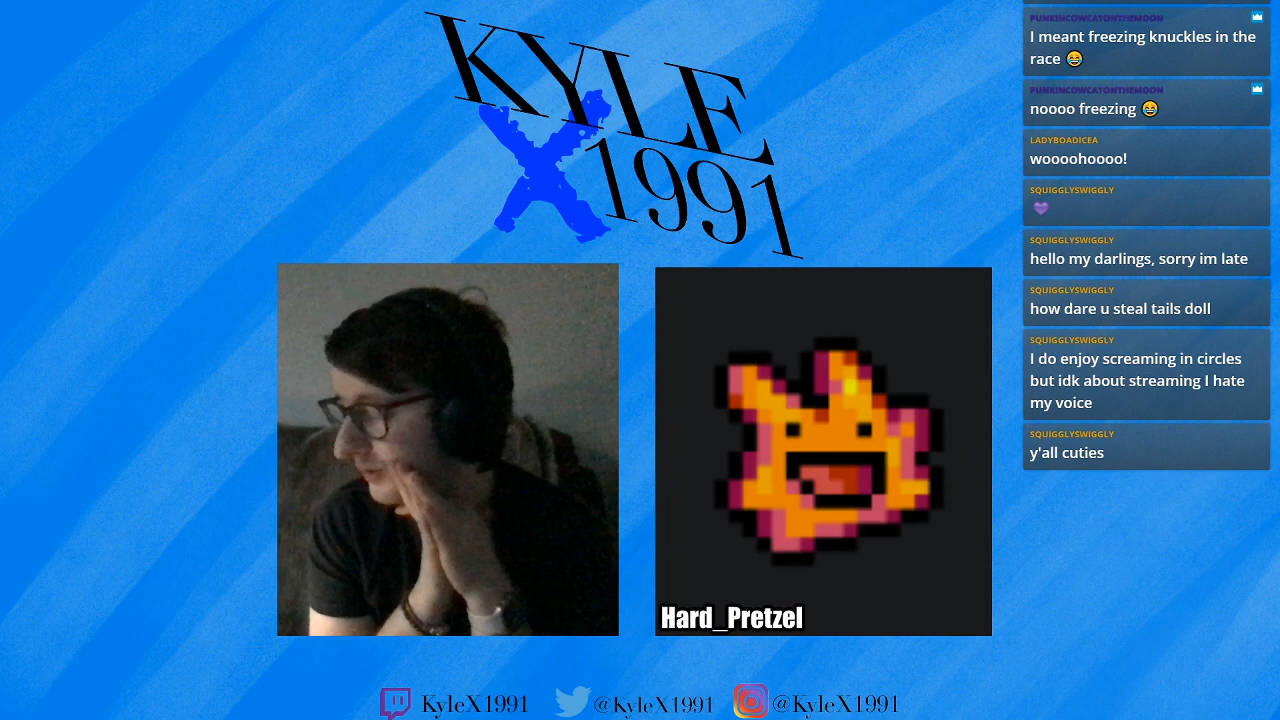 KYLE
X1991
Hard_Pretzel
KyleX1991
@KyleX1991
@KyleX1991
PUNKINCOWCATONTHEMOON
I meant freezing knuckles in the
race 😂
PUNKINCOWCATONTHEMOON
noooo freezing 😂
LADYBOADICEA
woooohoooo!
SQUIGGLYSWIGGLY
💜
SQUIGGLYSWIGGLY
hello my darlings, sorry im late
SQUIGGLYSWIGGLY
how dare u steal tails doll
SQUIGGLYSWIGGLY
I do enjoy screaming in circles
but idk about streaming I hate
my voice
SQUIGGLYSWIGGLY
y'all cuties